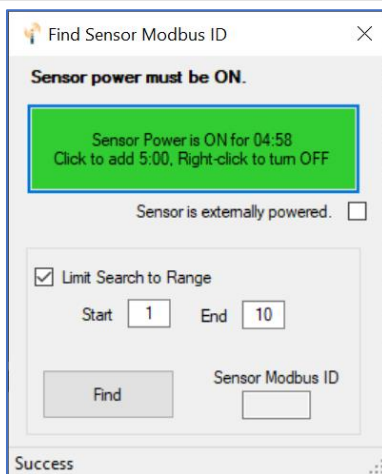 Find Sensor Modbus ID
Sensor power must be ON.
Sensor Power is ON for 04:58
Click to add 5:00, Right-click to turn OFF
Sensor is externally powered.
Limit Search to Range
Start 1 End 10
Sensor Modbus ID
Find
Success